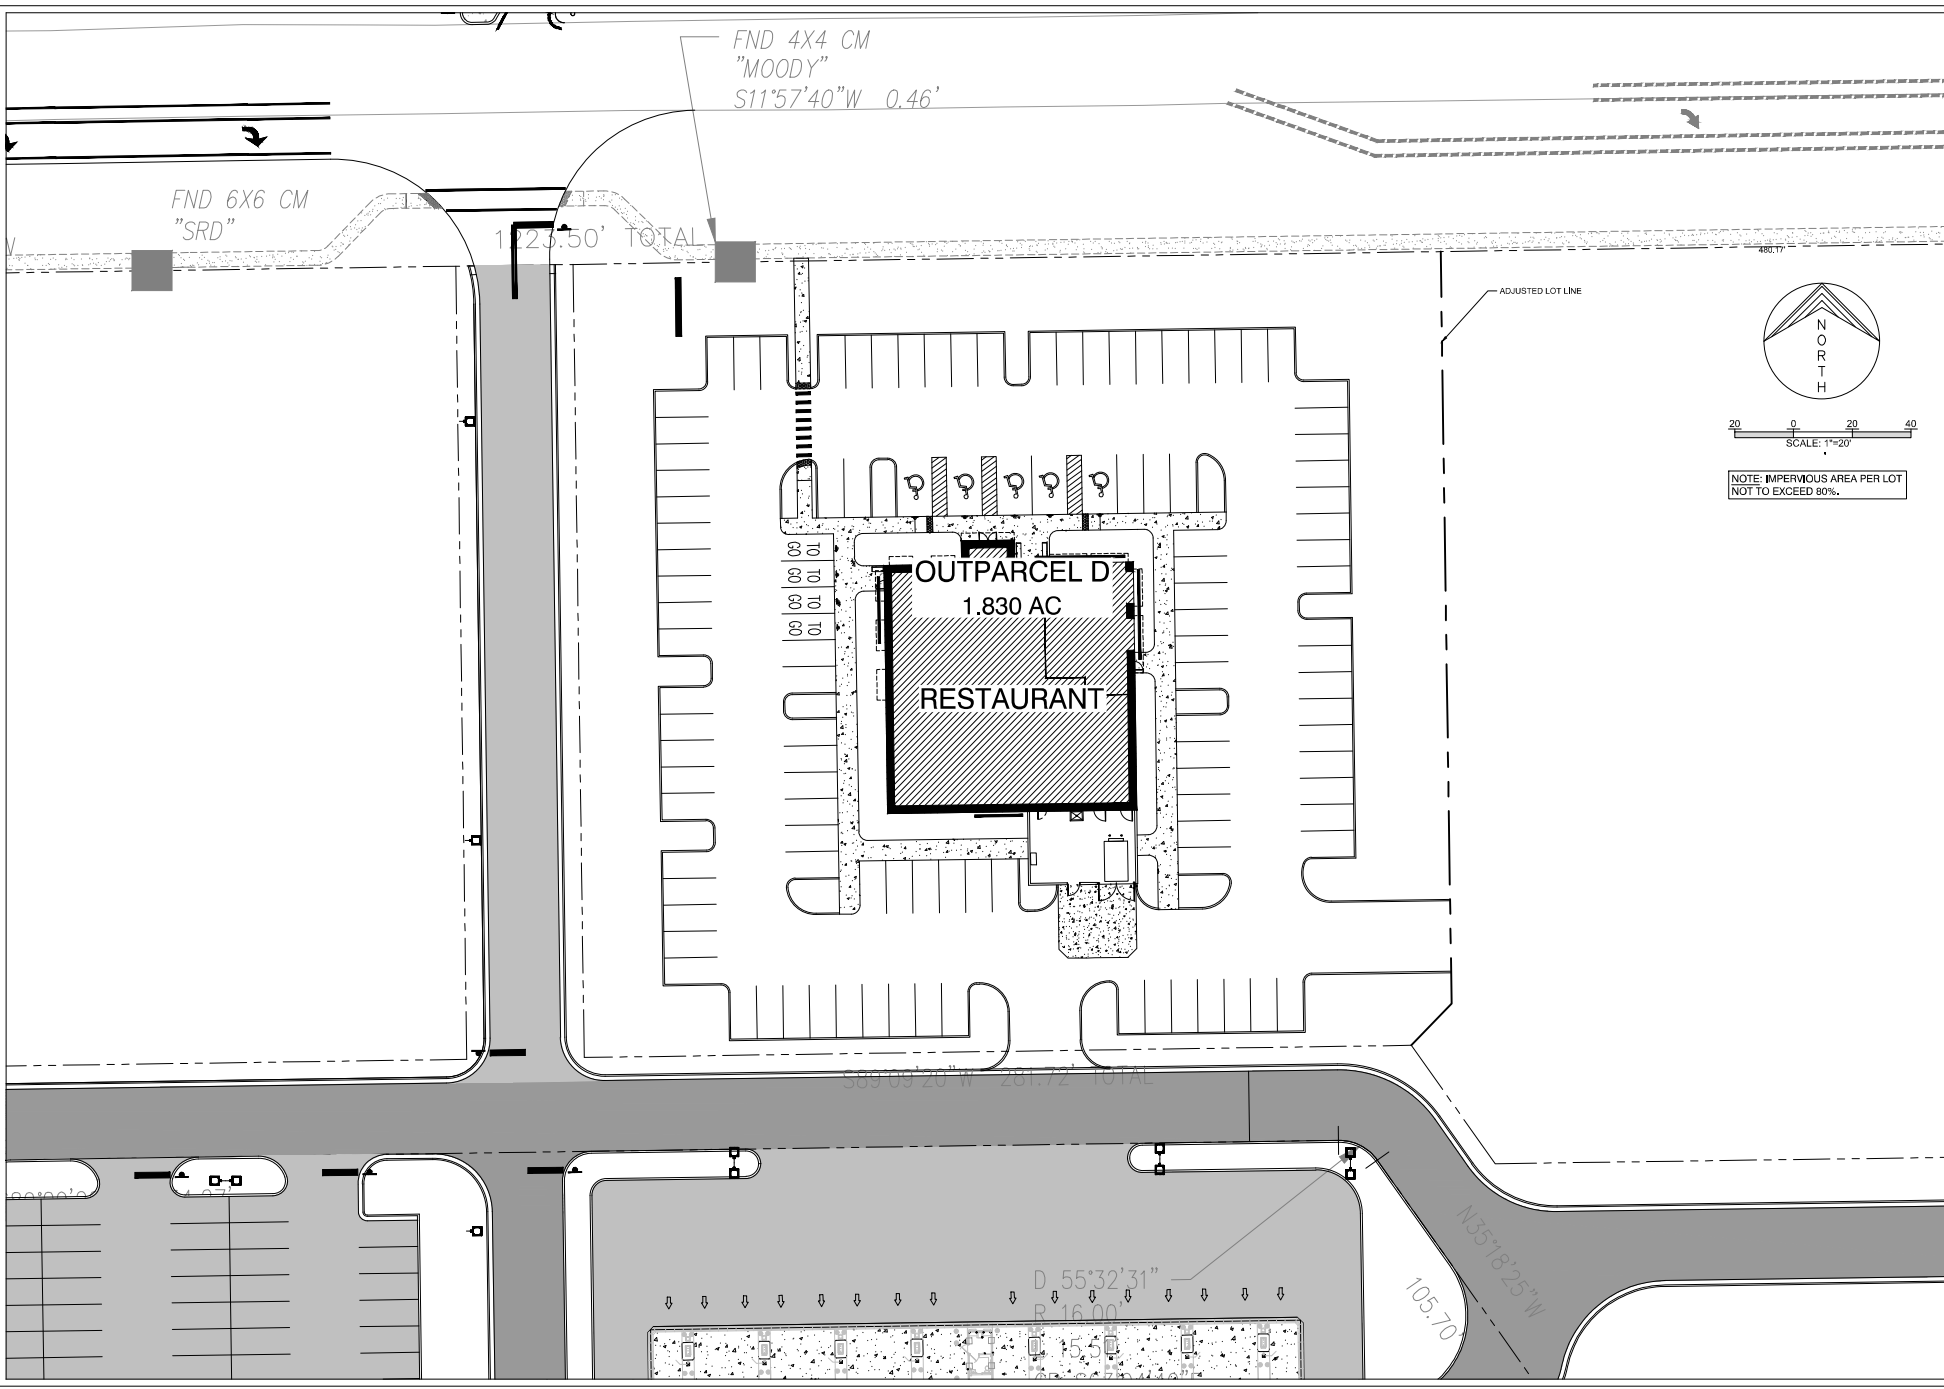 FND 4X4 CM
"MOODY"
S11°57'40"W 0.46'
FND 6X6 CM
"SRD"
1223.50' TOTAL
480.17'
ADJUSTED LOT LINE
NORTH
20 0 20 40
SCALE: 1"=20'
NOTE: IMPERVIOUS AREA PER LOT
NOT TO EXCEED 80%.
TO GO
TO GO
TO GO
TO GO
OUTPARCEL D
1.830 AC
RESTAURANT
S89°09'20"W 281.72' TOTAL
N35°18'25"W
105.70'
D 55°32'31"
R 16.00'